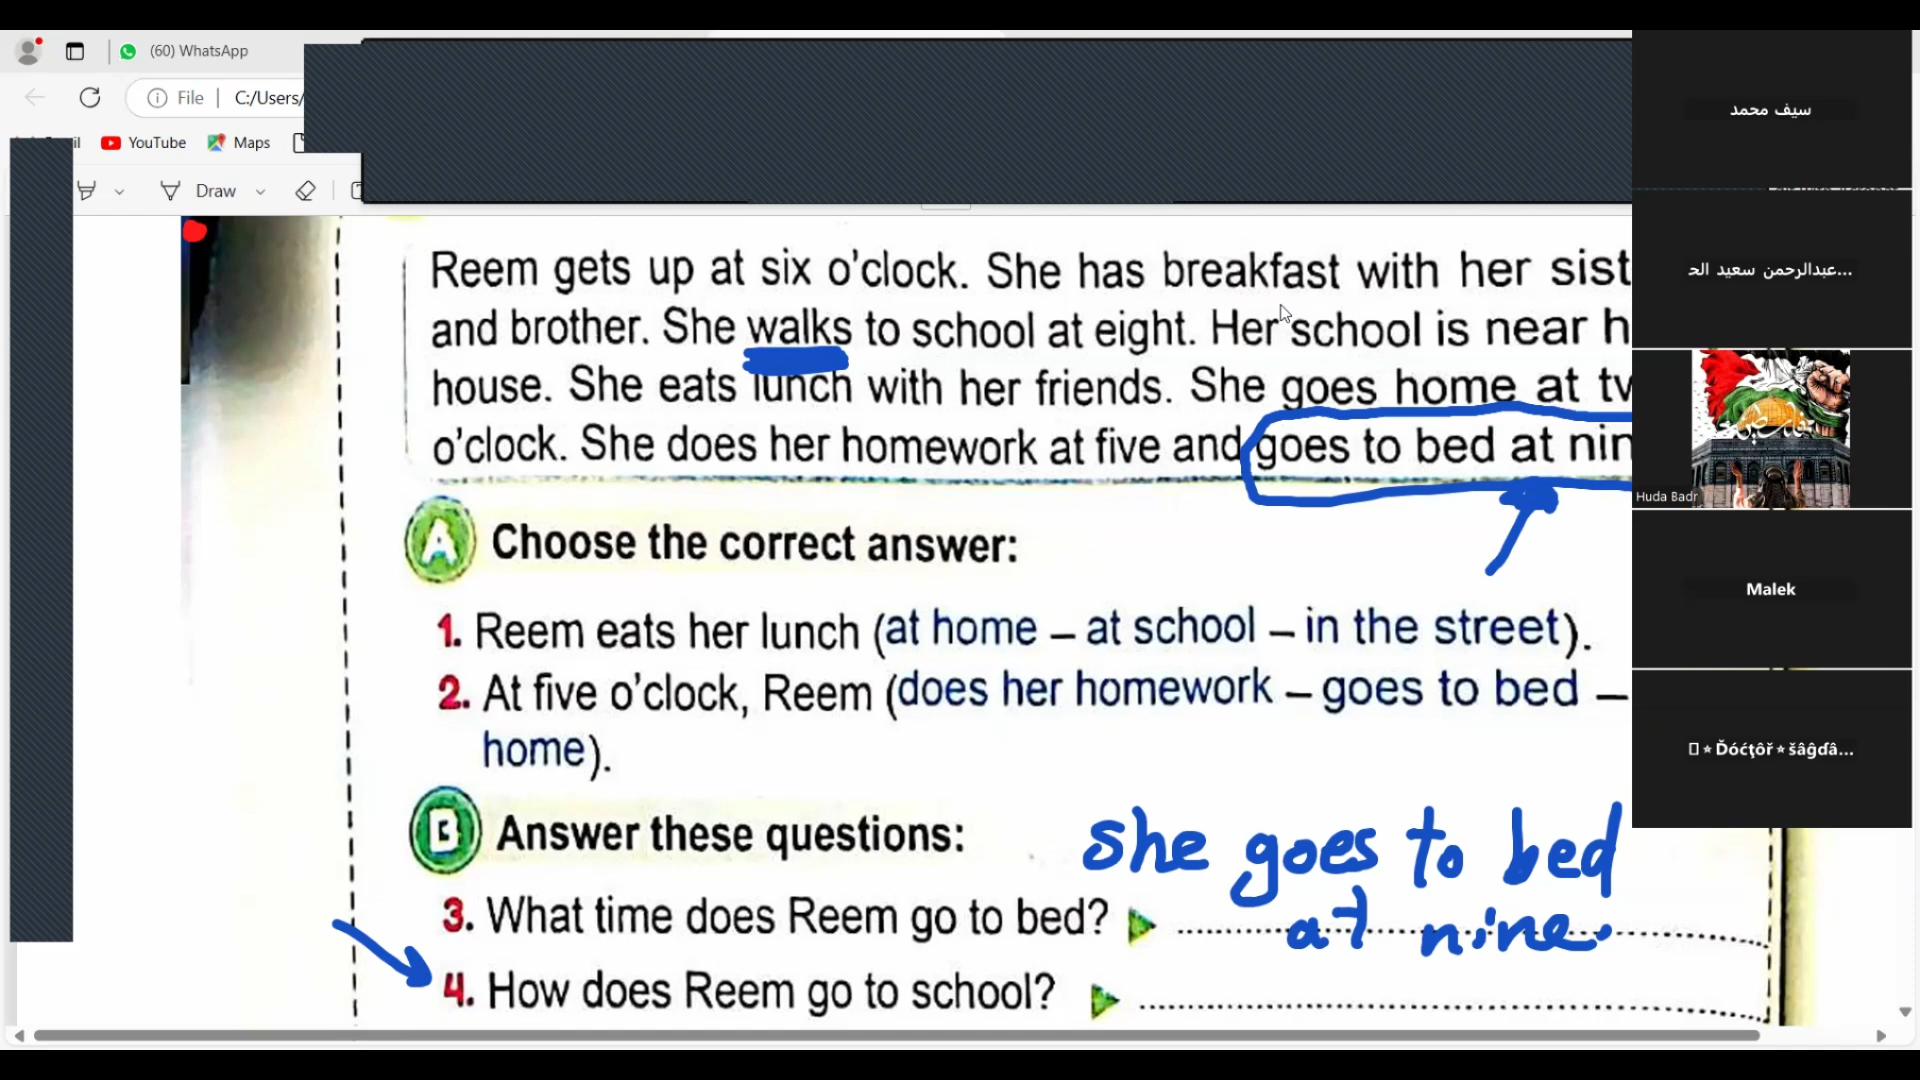 (60) WhatsApp
File C:/Users/
YouTube Maps
Draw
Reem gets up at six o'clock. She has breakfast with her sist
and brother. She walks to school at eight. Her school is near h
house. She eats lunch with her friends. She goes home at tw
o'clock. She does her homework at five and goes to bed at nin
A Choose the correct answer:
1. Reem eats her lunch (at home – at school – in the street).
2. At five o'clock, Reem (does her homework – goes to bed –
home).
B Answer these questions:
she goes to bed
3. What time does Reem go to bed?
at nine.
4. How does Reem go to school?
سيف محمد
عبدالرحمن سعيد الح...
Huda Badr
Malek
Ďóćţôř⋆šâĝďâ...